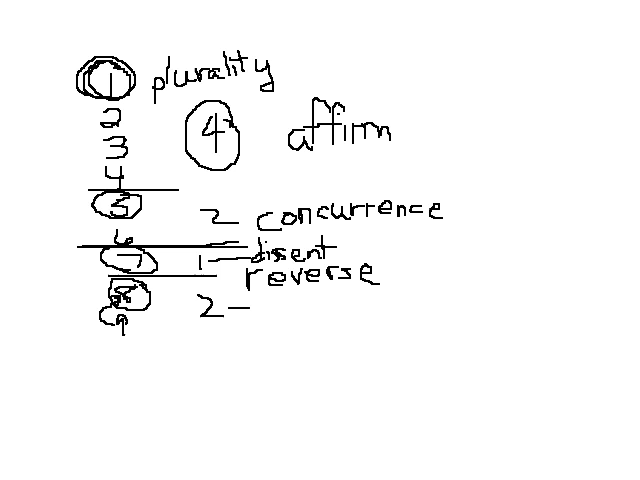 1 plurality
2
3 4 affirm
4
5 2 concurrence
6
7 1 — dissent
reverse
8 2 —
9